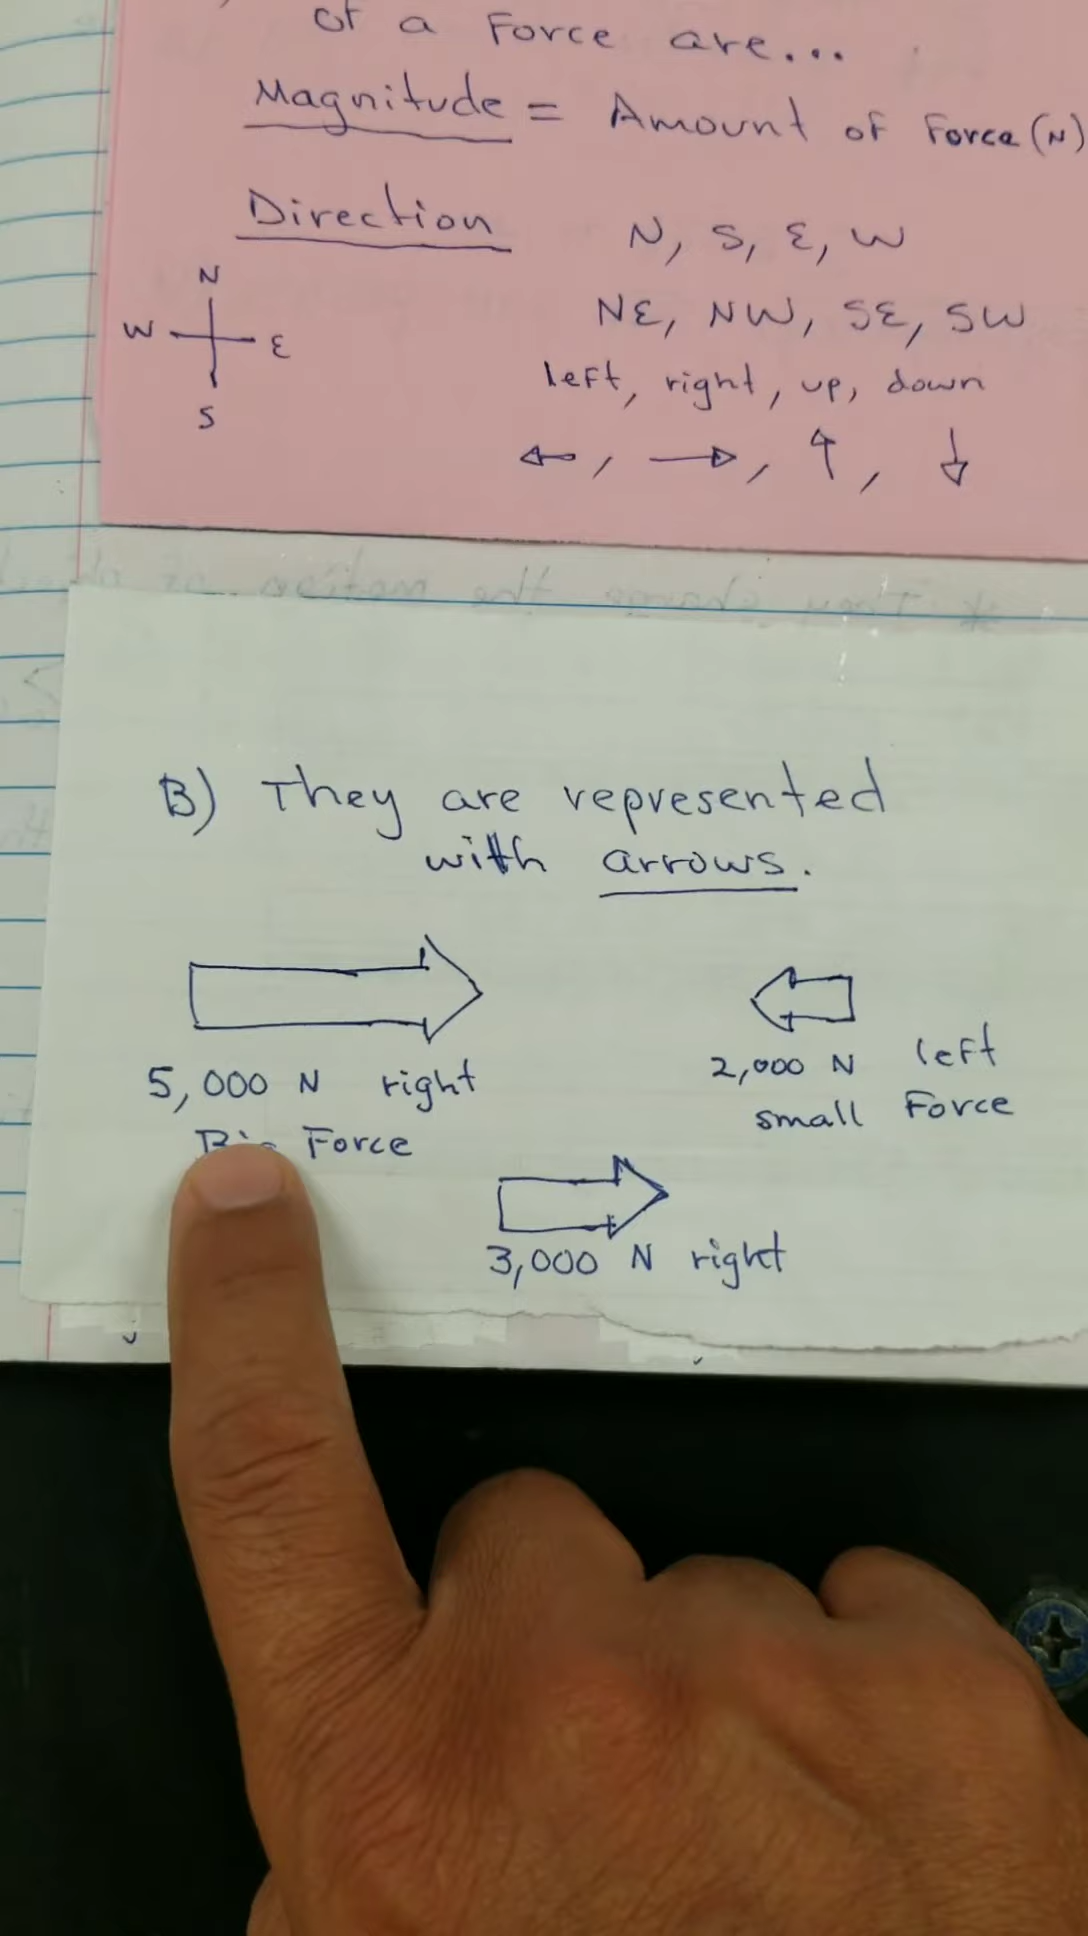 of a Force are...
Magnitude = Amount of Force (N)
Direction N, S, E, W
N
W E
S
NE, NW, SE, SW
left, right, up, down
←, →, ↑, ↓
B) They are represented
with arrows.
5,000 N right
Big Force
2,000 N left
small Force
3,000 N right